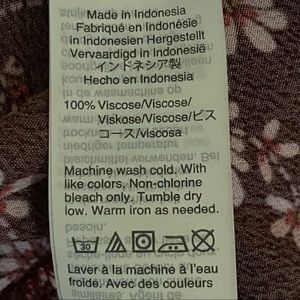 Made in Indonesia
Fabriqué en Indonésie
in Indonesien Hergestellt
Vervaardigd in Indonesië
インドネシア製
Hecho en Indonesia
100% Viscose/Viscose/
Viskose/Viscose/ビス
コース/viscosa
Machine wash cold. With
like colors. Non-chlorine
bleach only. Tumble dry
low. Warm iron as needed.
30
Laver à la machine à l'eau
froide. Avec des couleurs